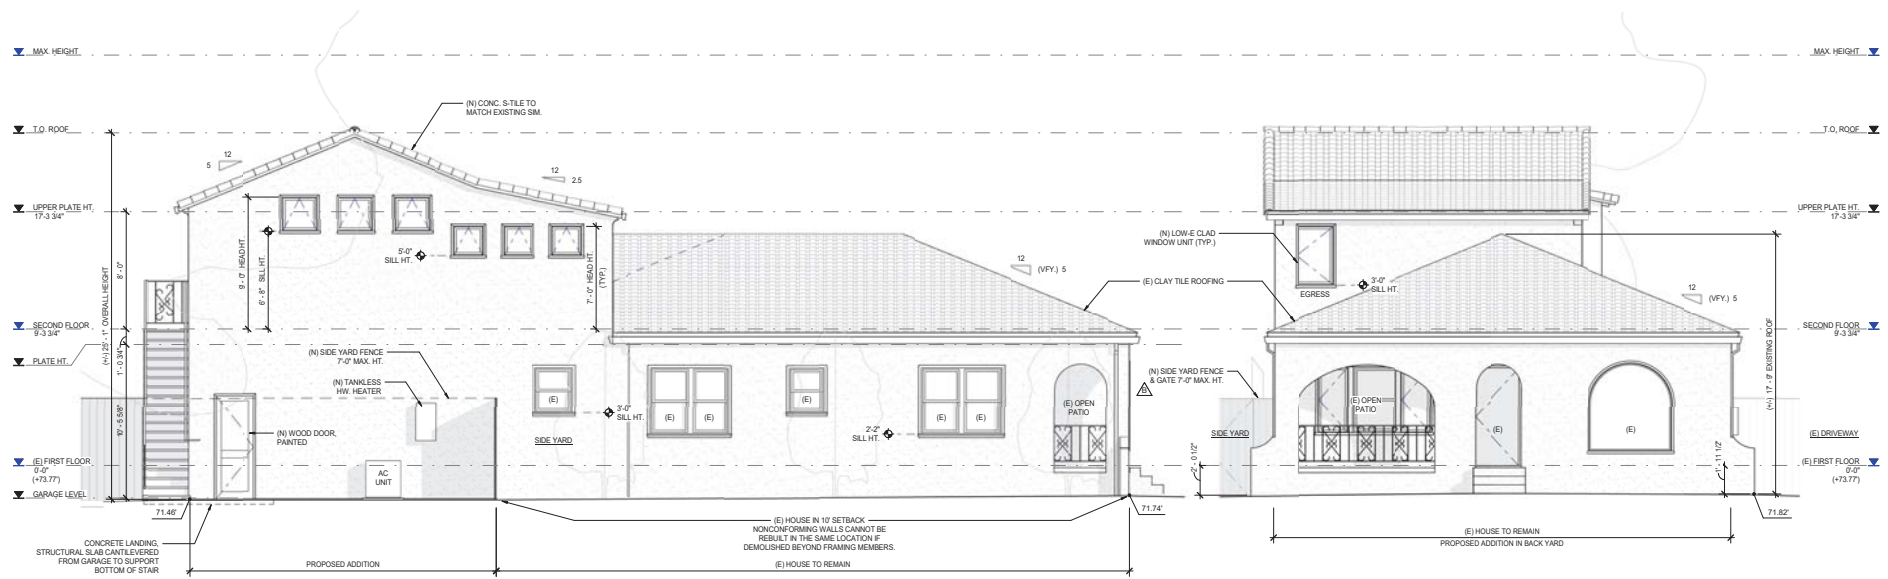 MAX. HEIGHT
MAX. HEIGHT
(N) CONC. S-TILE TO
MATCH EXISTING SIM.
T.O. ROOF
T.O. ROOF
12
5
12
2.5
UPPER PLATE HT.
17'-3 3/4"
UPPER PLATE HT.
17'-3 3/4"
(+/-) 25' - 1" OVERALL HEIGHT
8' - 0"
9' - 0" HEAD HT.
6' - 8" SILL HT.
5'-0"
SILL HT.
7' - 0" HEAD HT.
(TYP.)
12
(VFY.) 5
(N) LOW-E CLAD
WINDOW UNIT (TYP.)
(E) CLAY TILE ROOFING
EGRESS
3'-0"
SILL HT.
12
(VFY.) 5
SECOND FLOOR
9'-3 3/4"
SECOND FLOOR
9'-3 3/4"
PLATE HT.
1' - 0 3/4"
10' - 5 5/8"
(N) SIDE YARD FENCE
7'-0" MAX. HT.
(N) TANKLESS
HW. HEATER
(N) WOOD DOOR,
PAINTED
AC
UNIT
(E)
3'-0"
SILL HT.
SIDE YARD
(E)
(E)
(E)
2'-2"
SILL HT.
(E)
(E)
(E) OPEN
PATIO
B
(N) SIDE YARD FENCE
& GATE 7'-0" MAX. HT.
SIDE YARD
(E) OPEN
PATIO
(E)
(E)
(+/-) 17' - 0" EXISTING ROOF
(E) DRIVEWAY
2' - 0 1/2"
1' - 11 1/2"
(E) FIRST FLOOR
0'-0"
(+73.77')
(E) FIRST FLOOR
0'-0"
(+73.77')
GARAGE LEVEL
71.46'
71.74'
71.82'
(E) HOUSE IN 10' SETBACK
NONCONFORMING WALLS CANNOT BE
REBUILT IN THE SAME LOCATION IF
DEMOLISHED BEYOND FRAMING MEMBERS.
CONCRETE LANDING,
STRUCTURAL SLAB CANTILEVERED
FROM GARAGE TO SUPPORT
BOTTOM OF STAIR
PROPOSED ADDITION
(E) HOUSE TO REMAIN
(E) HOUSE TO REMAIN
PROPOSED ADDITION IN BACK YARD